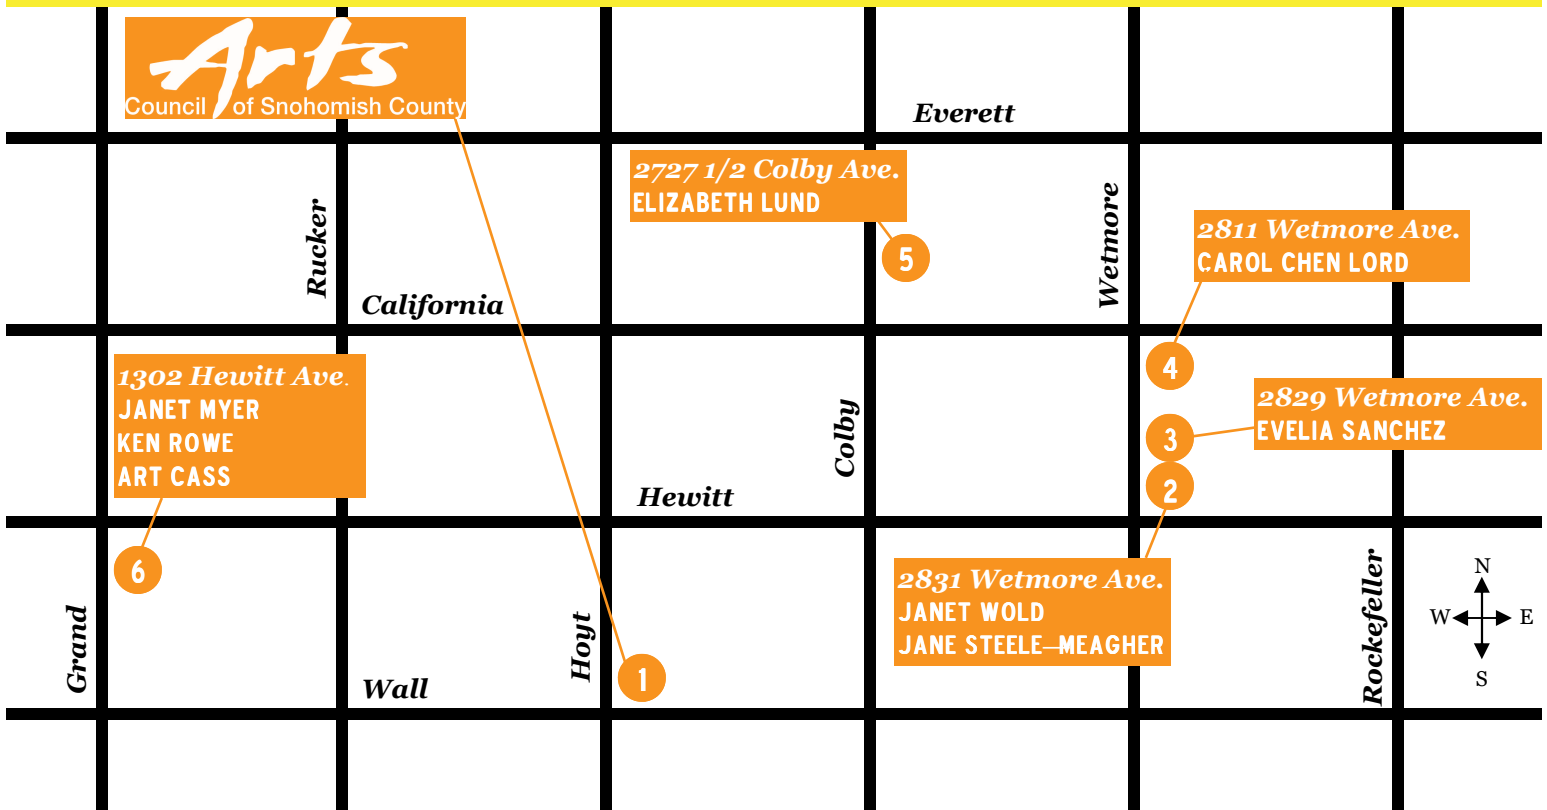 Arts
Council of Snohomish County
Everett
2727 1/2 Colby Ave.
ELIZABETH LUND
5
Rucker
Wetmore
2811 Wetmore Ave.
CAROL CHEN LORD
California
4
1302 Hewitt Ave.
JANET MYER
KEN ROWE
ART CASS
Colby
2829 Wetmore Ave.
EVELIA SANCHEZ
3
2
Hewitt
6
2831 Wetmore Ave.
JANET WOLD
JANE STEELE—MEAGHER
Grand
Hoyt
1
Wall
Rockefeller
N
W E
S